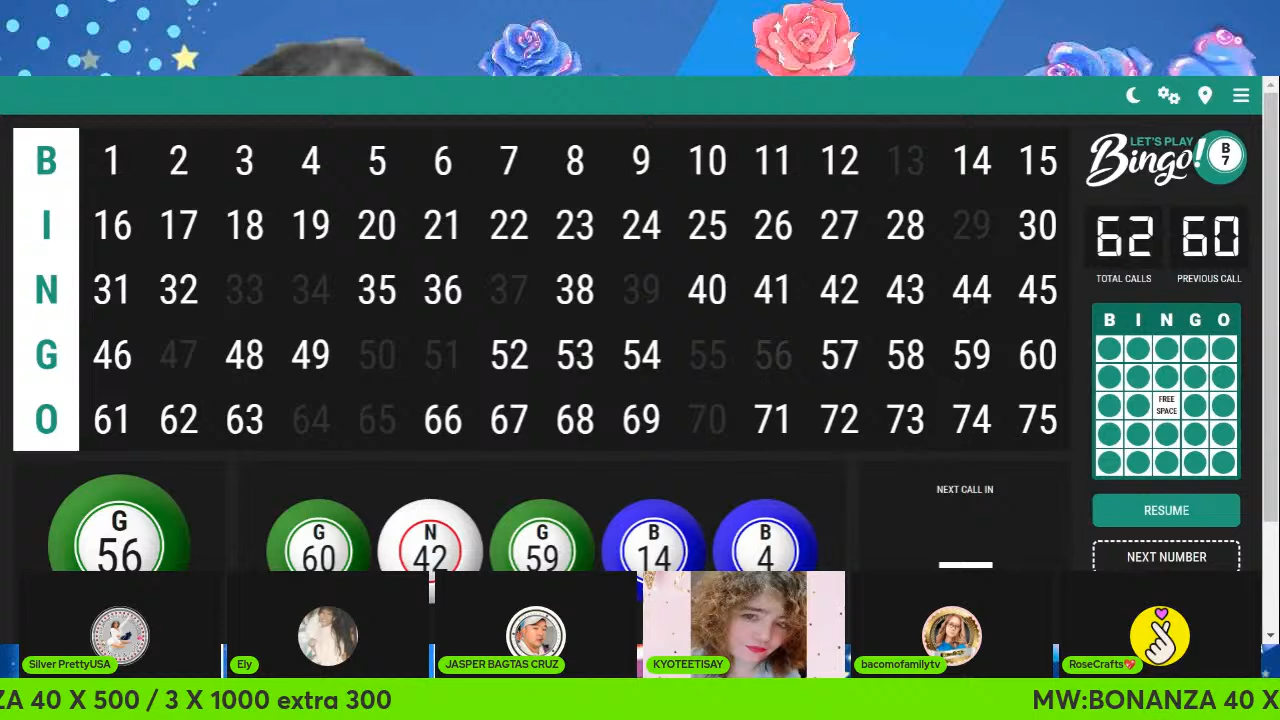 LET'S PLAY
Bingo!
B
7
B 1 2 3 4 5 6 7 8 9 10 11 12 13 14 15
I 16 17 18 19 20 21 22 23 24 25 26 27 28 29 30
N 31 32 33 34 35 36 37 38 39 40 41 42 43 44 45
G 46 47 48 49 50 51 52 53 54 55 56 57 58 59 60
O 61 62 63 64 65 66 67 68 69 70 71 72 73 74 75
62 60
TOTAL CALLS PREVIOUS CALL
B I N G O
FREE
SPACE
RESUME
NEXT NUMBER
NEXT CALL IN
G
56
G
60
N
42
G
59
B
14
B
4
Silver PrettyUSA
Ely
JASPER BAGTAS CRUZ
KYOTEETISAY
bacomofamilytv
RoseCrafts💖
ZA 40 X 500 / 3 X 1000 extra 300 MW:BONANZA 40 X